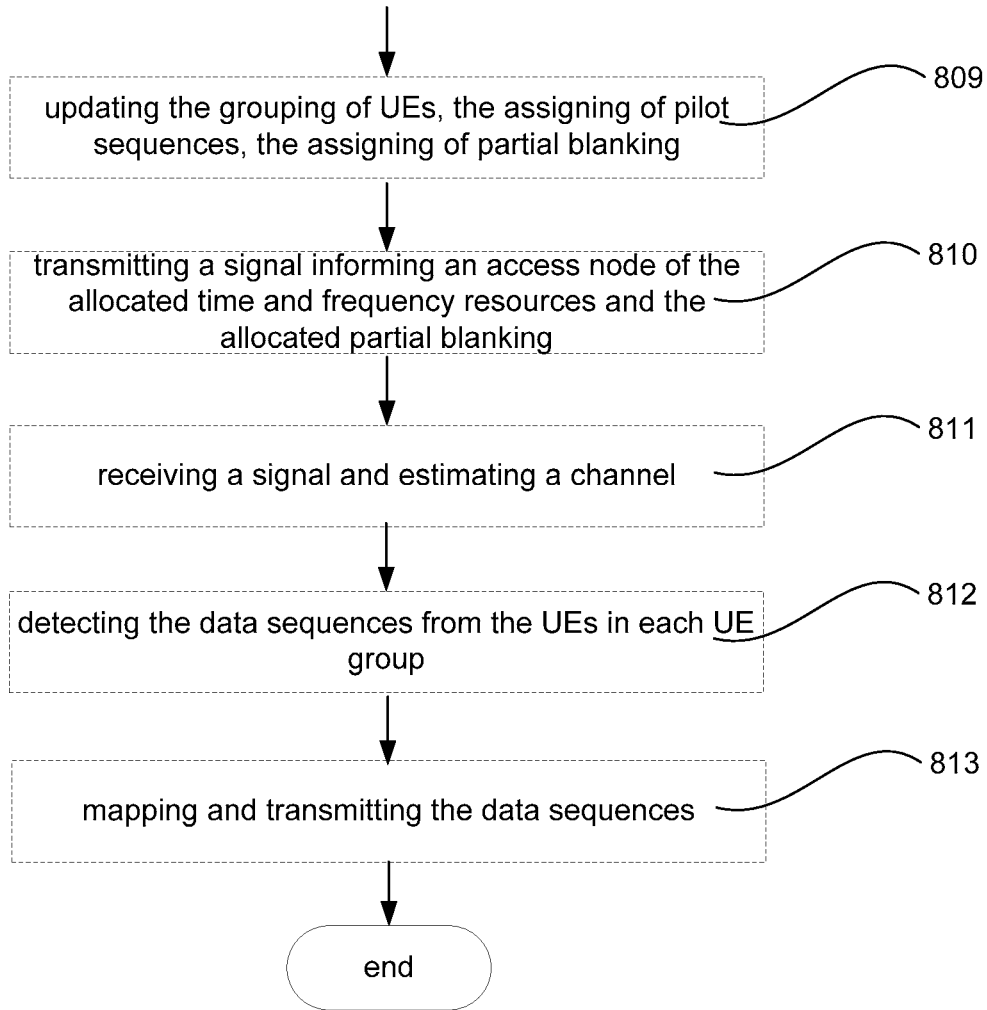 updating the grouping of UEs, the assigning of pilot
sequences, the assigning of partial blanking
809
transmitting a signal informing an access node of the
allocated time and frequency resources and the
allocated partial blanking
810
receiving a signal and estimating a channel
811
detecting the data sequences from the UEs in each UE
group
812
mapping and transmitting the data sequences
813
end